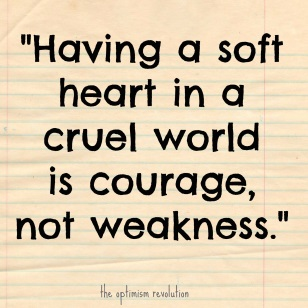 "Having a soft
heart in a
cruel world
is courage,
not weakness."
the optimism revolution